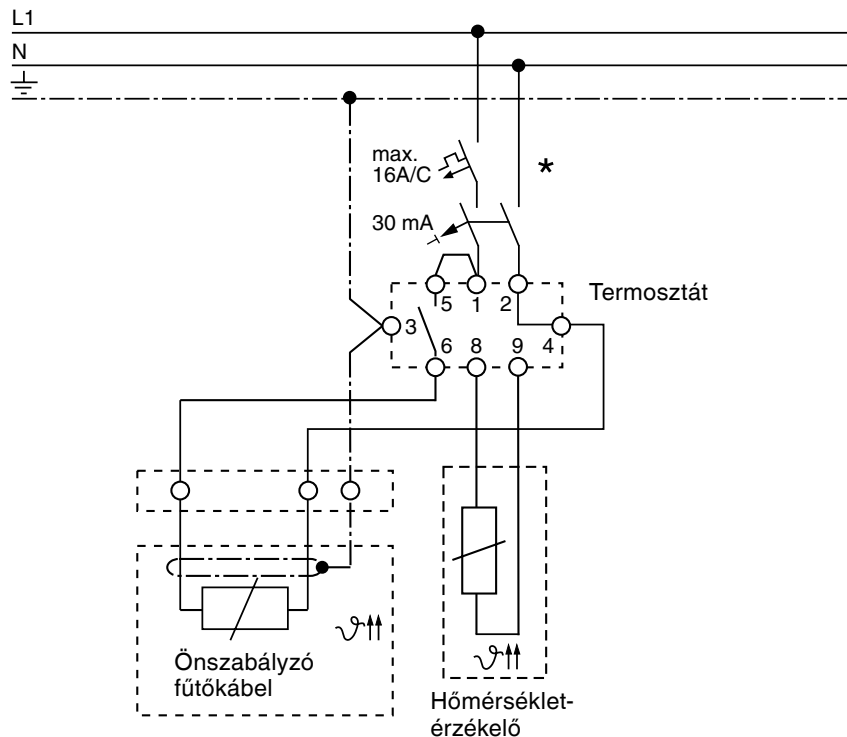 L1
N
max.
16A/C
*
30 mA
Termosztát
5 1 2
3
4
6 8 9
Önszabályzó
fűtőkábel
ϑ
ϑ
Hőmérséklet-
érzékelő